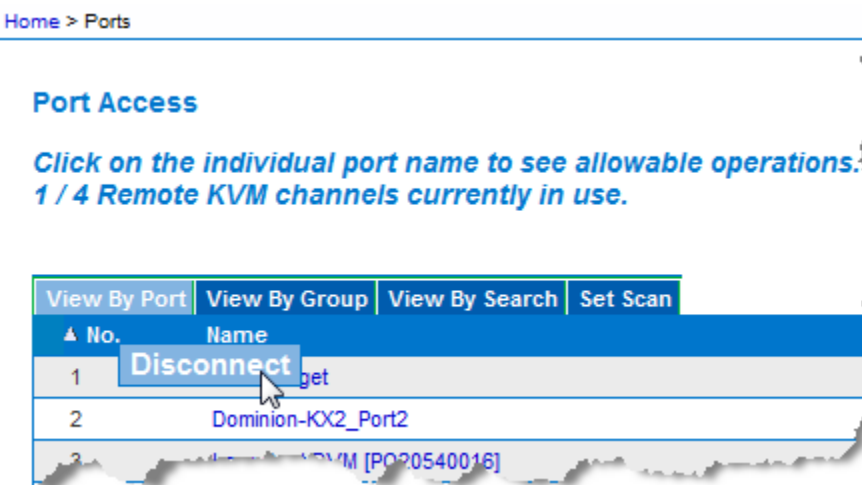 Home > Ports
Port Access
Click on the individual port name to see allowable operations.
1 / 4 Remote KVM channels currently in use.
View By Port View By Group View By Search Set Scan
No. Name
Disconnect
1 get
2 Dominion-KX2_Port2
3 [PQ20540016]